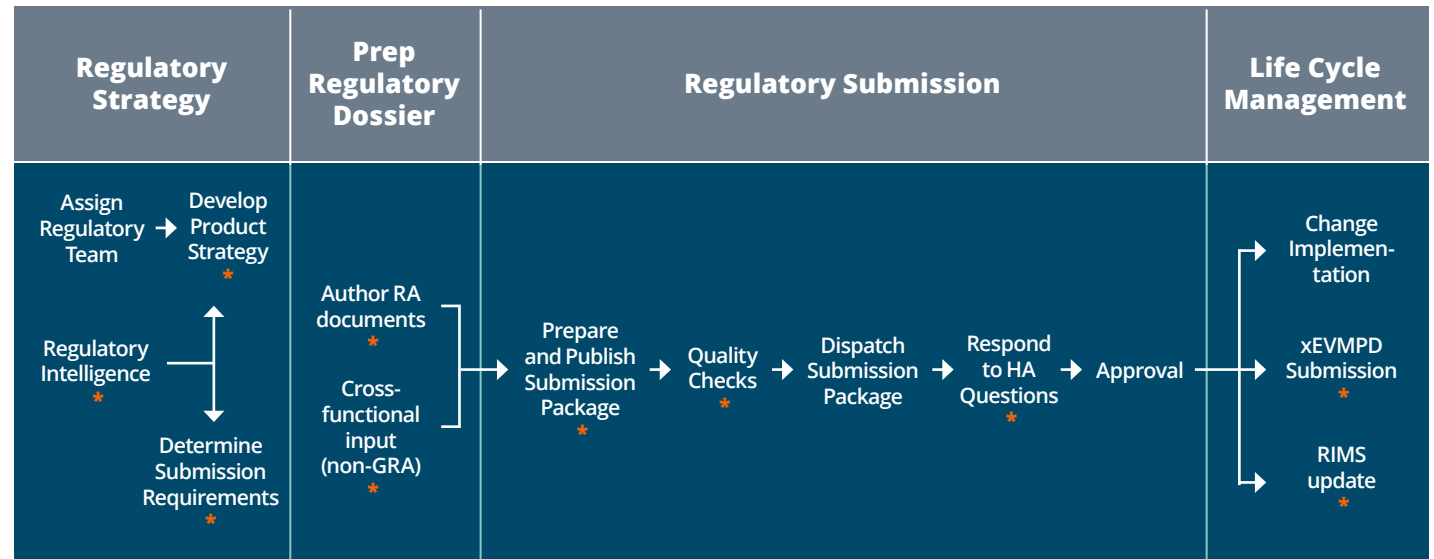 Regulatory
Strategy
Prep
Regulatory
Dossier
Regulatory Submission
Life Cycle
Management
Assign
Regulatory
Team
Develop
Product
Strategy
*
Regulatory
Intelligence
*
Determine
Submission
Requirements
*
Author RA
documents
*
Cross-
functional
input
(non-GRA)
*
Prepare
and Publish
Submission
Package
*
Quality
Checks
*
Dispatch
Submission
Package
Respond
to HA
Questions
*
Approval
Change
Implemen-
tation
xEVMPD
Submission
*
RIMS
update
*